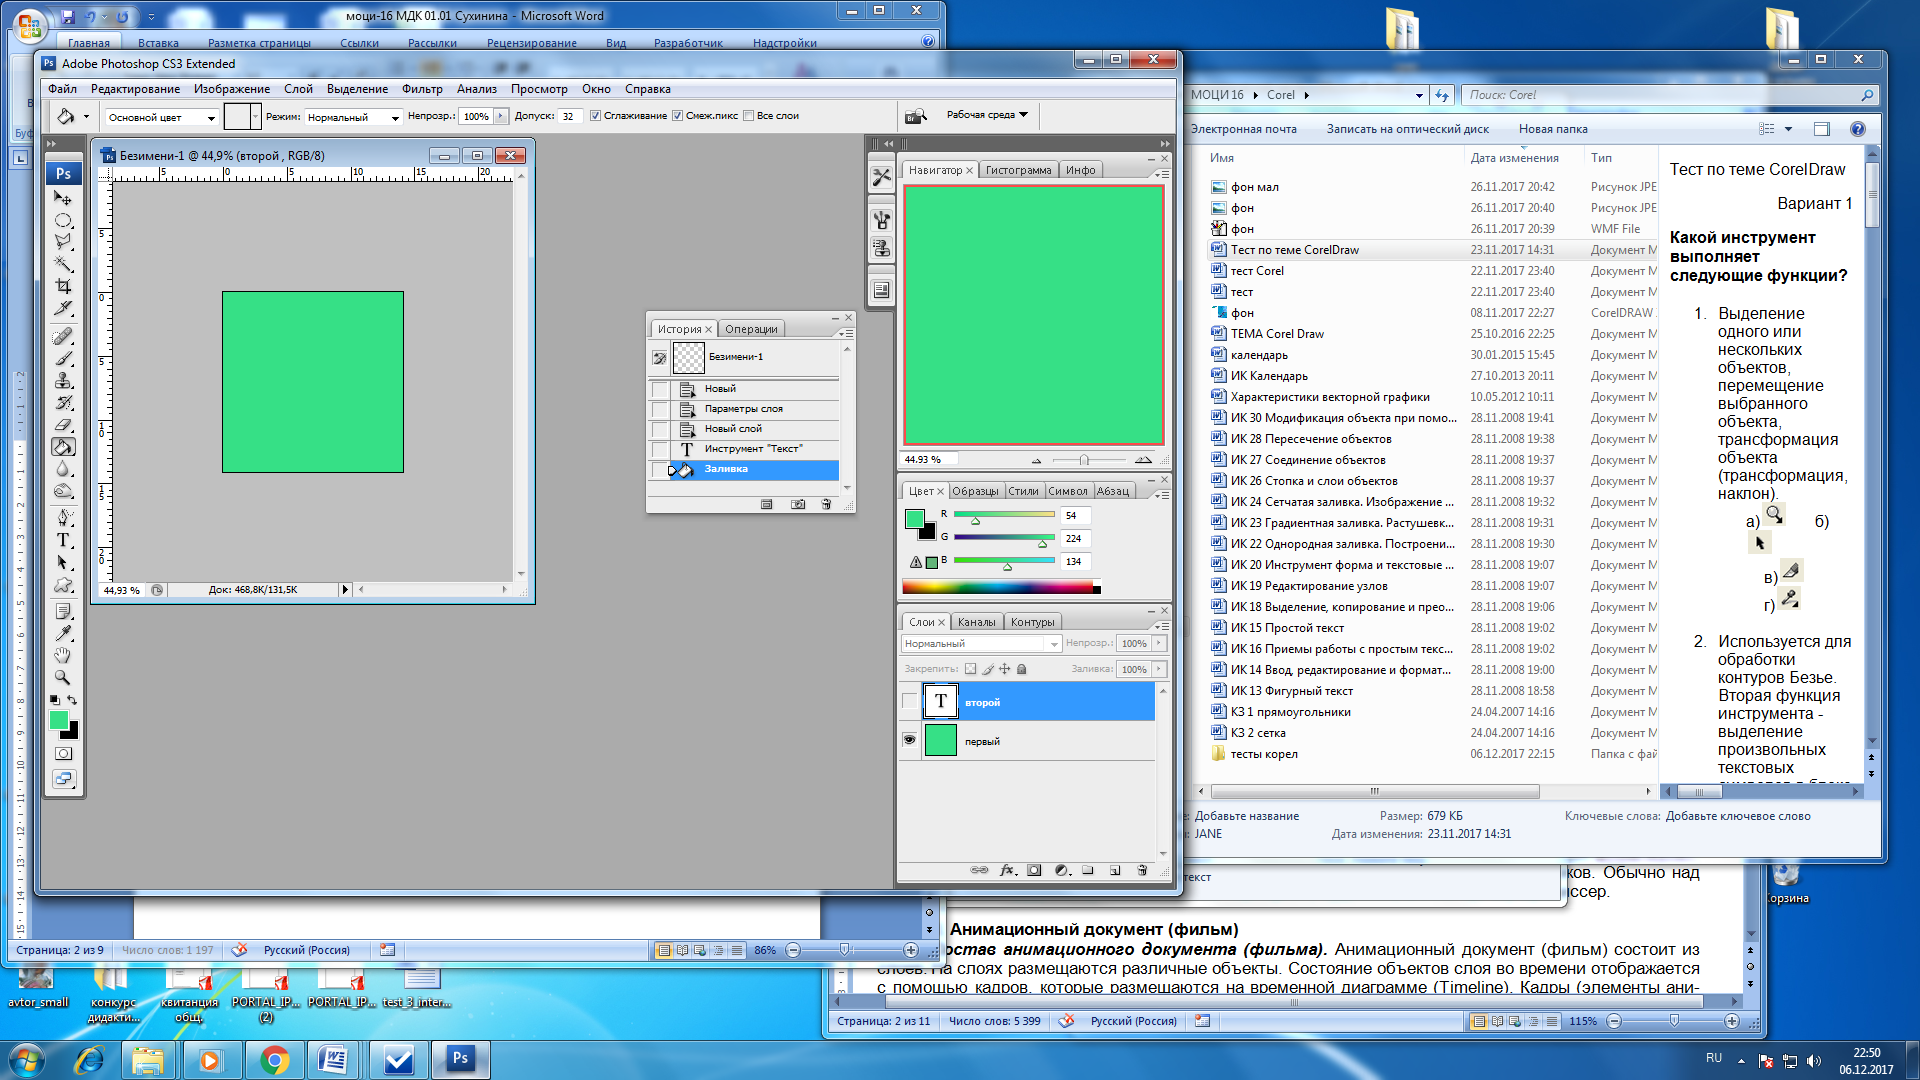 моци-16 МДК 01.01 Сухинина - Microsoft Word
Главная Вставка Разметка страницы Ссылки Рассылки Рецензирование Вид Разработчик Надстройки
Adobe Photoshop CS3 Extended
Файл Редактирование Изображение Слой Выделение Фильтр Анализ Просмотр Окно Справка
Основной цвет Режим: Нормальный Непрозр.: 100% Допуск: 32 Сглаживание Смеж.пикс Все слои Рабочая среда
Безимени-1 @ 44,9% (второй , RGB/8)
44,93 % Док: 468,8K/131,5K
История Операции
Безимени-1
Новый
Параметры слоя
Новый слой
Инструмент "Текст"
Заливка
Навигатор Гистограмма Инфо
44.93 %
Цвет Образцы Стили Символ Абзац
R 54
G 224
B 134
Слои Каналы Контуры
Нормальный Непрозр.: 100%
Закрепить: Заливка: 100%
второй
первый
МОЦИ 16 Corel Поиск: Corel
Электронная почта Записать на оптический диск Новая папка
Имя Дата изменения Тип
фон мал 26.11.2017 20:42 Рисунок JPE
фон 26.11.2017 20:40 Рисунок JPE
фон 26.11.2017 20:39 WMF File
Тест по теме CorelDraw 23.11.2017 14:31 Документ M
тест Corel 22.11.2017 23:40 Документ M
тест 22.11.2017 23:40 Документ M
фон 08.11.2017 22:27 CorelDRAW
ТЕМА Corel Draw 25.10.2016 22:25 Документ M
календарь 30.01.2015 15:45 Документ M
ИК Календарь 27.10.2013 20:11 Документ M
Характеристики векторной графики 10.05.2012 10:11 Документ M
ИК 30 Модификация объекта при помо... 28.11.2008 19:41 Документ M
ИК 28 Пересечение объектов 28.11.2008 19:38 Документ M
ИК 27 Соединение объектов 28.11.2008 19:37 Документ M
ИК 26 Стопка и слои объектов 28.11.2008 19:37 Документ M
ИК 24 Сетчатая заливка. Изображение ... 28.11.2008 19:32 Документ M
ИК 23 Градиентная заливка. Растушевк... 28.11.2008 19:31 Документ M
ИК 22 Однородная заливка. Построени... 28.11.2008 19:30 Документ M
ИК 20 Инструмент форма и текстовые ... 28.11.2008 19:07 Документ M
ИК 19 Редактирование узлов 28.11.2008 19:07 Документ M
ИК 18 Выделение, копирование и прео... 28.11.2008 19:06 Документ M
ИК 15 Простой текст 28.11.2008 19:02 Документ M
ИК 16 Приемы работы с простым текс... 28.11.2008 19:02 Документ M
ИК 14 Ввод, редактирование и формат... 28.11.2008 19:00 Документ M
ИК 13 Фигурный текст 28.11.2008 18:58 Документ M
КЗ 1 прямоугольники 24.04.2007 14:16 Документ M
КЗ 2 сетка 24.04.2007 14:16 Документ M
тесты корел 06.12.2017 22:15 Папка с фай
Тест по теме CorelDraw
Вариант 1
Какой инструмент
выполняет
следующие функции?
1. Выделение
одного или
нескольких
объектов,
перемещение
выбранного
объекта,
трансформация
объекта
(трансформация,
наклон).
а) б)
в)
г)
2. Используется для
обработки
контуров Безье.
Вторая функция
инструмента -
выделение
произвольных
текстовых
Добавьте название Размер: 679 КБ Ключевые слова: Добавьте ключевое слово
JANE Дата изменения: 23.11.2017 14:31
текст
ков. Обычно над
ссер.
Корзина
Анимационный документ (фильм)
остав анимационного документа (фильма). Анимационный документ (фильм) состоит из
слоев. На слоях размещаются различные объекты. Состояние объектов слоя во времени отображается
с помощью кадров, которые размещаются на временной диаграмме (Timeline). Кадры (элементы ани-
Страница: 2 из 9 Число слов: 1 197 Русский (Россия) 86%
Страница: 2 из 11 Число слов: 5 399 Русский (Россия) 115%
avtor_small
конкурс дидакти...
квитанция общ.
PORTAL_IP... (2)
PORTAL_IP...
test_3_inter...
RU 22:50
06.12.2017